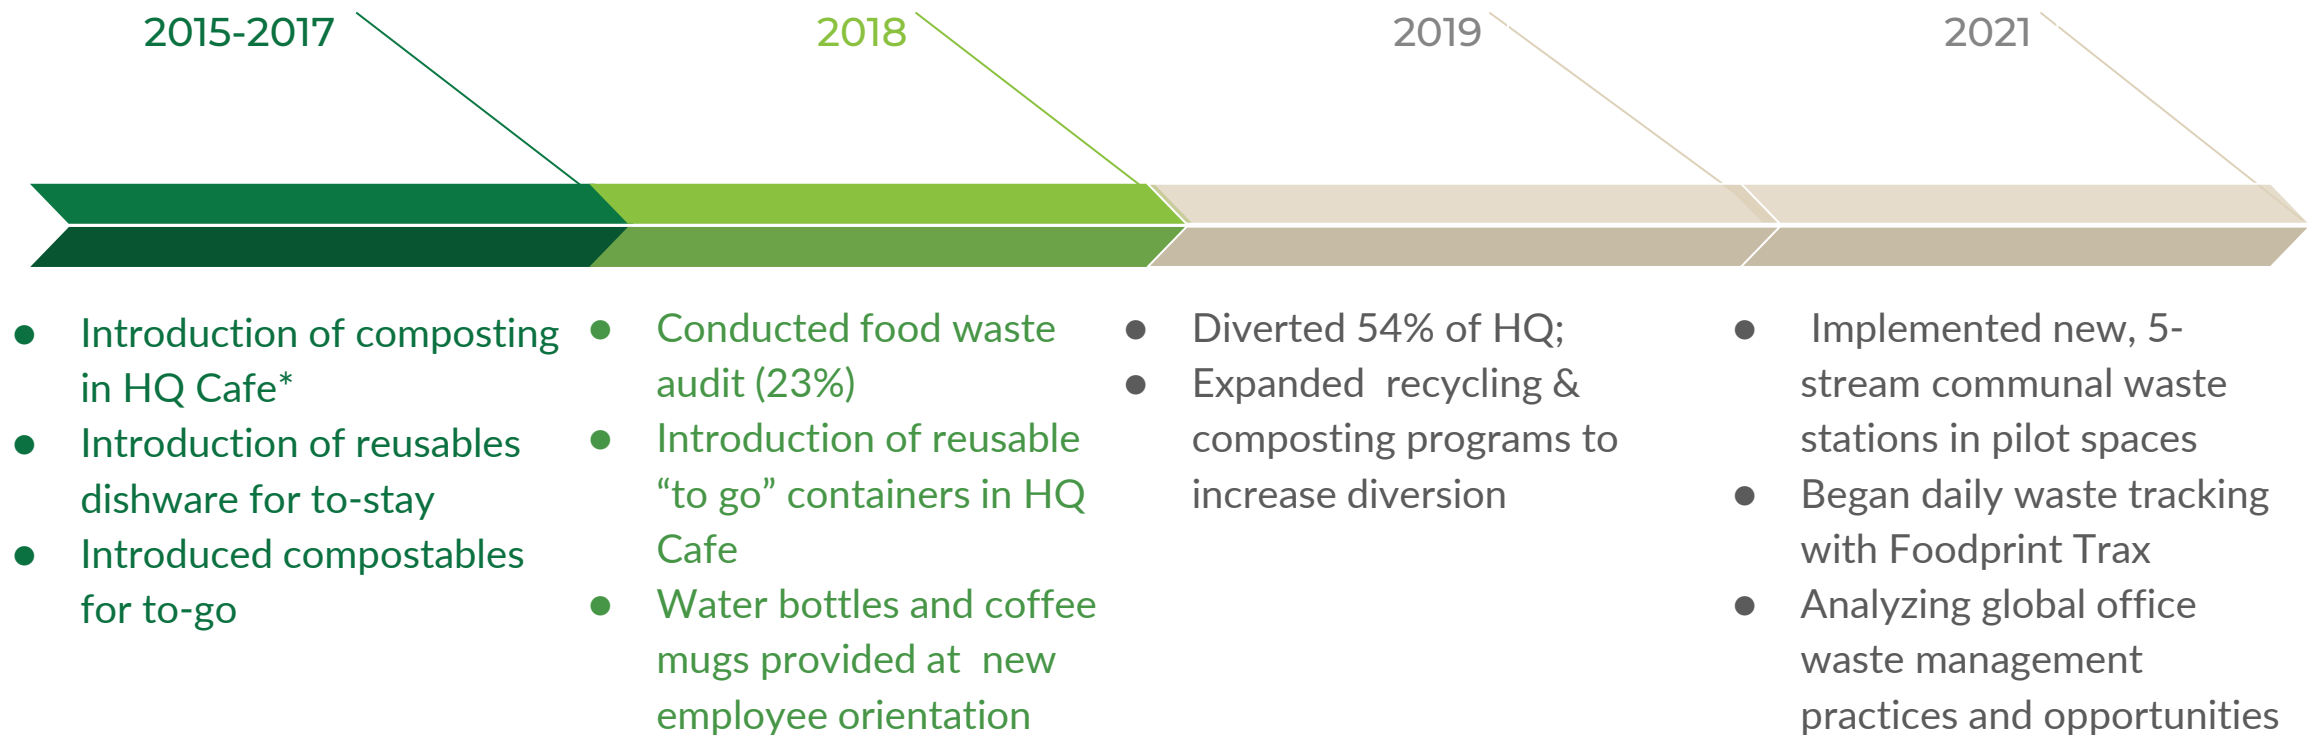 2015-2017
2018
2019
2021
● Introduction of composting
in HQ Cafe*
● Introduction of reusables
dishware for to-stay
● Introduced compostables
for to-go
● Conducted food waste
audit (23%)
● Introduction of reusable
“to go” containers in HQ
Cafe
● Water bottles and coffee
mugs provided at new
employee orientation
● Diverted 54% of HQ;
● Expanded recycling &
composting programs to
increase diversion
● Implemented new, 5-
stream communal waste
stations in pilot spaces
● Began daily waste tracking
with Foodprint Trax
● Analyzing global office
waste management
practices and opportunities